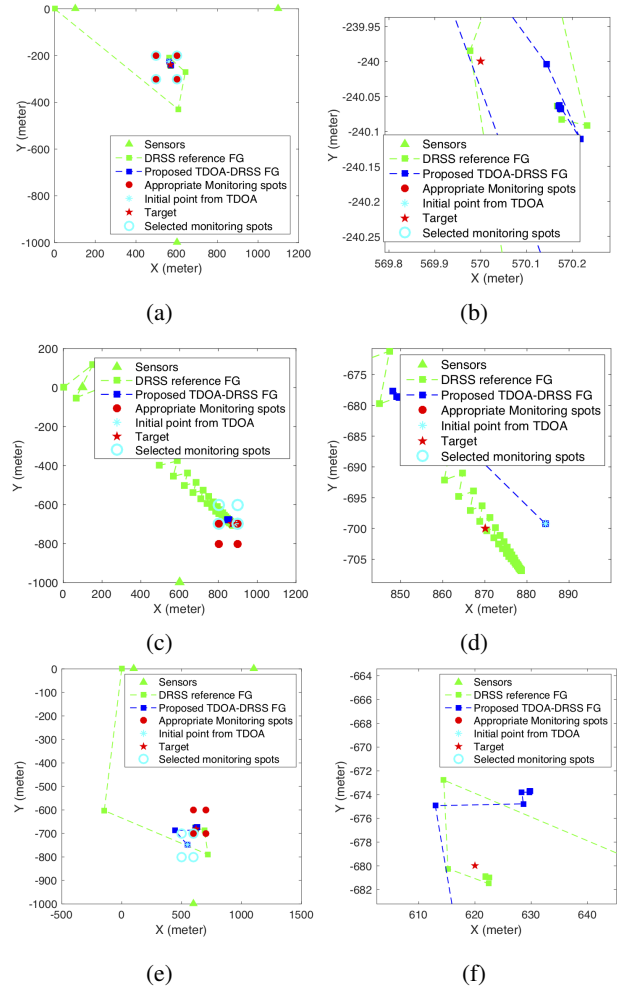 0
-200
-400
-600
-800
-1000
Y (meter)
Sensors
DRSS reference FG
Proposed TDOA-DRSS FG
Appropriate Monitoring spots
Initial point from TDOA
Target
Selected monitoring spots
0 200 400 600 800 1000
X (meter)
(a)
-239.95
-240
-240.05
-240.1
-240.15
-240.2
-240.25
Y (meter)
Sensors
DRSS reference FG
Proposed TDOA-DRSS FG
Appropriate Monitoring spots
Initial point from TDOA
Target
Selected monitoring spots
569.8 569.9 570 570.1 570.2
X (meter)
(b)
200
0
-200
-400
-600
-800
-1000
Y (meter)
Sensors
DRSS reference FG
Proposed TDOA-DRSS FG
Appropriate Monitoring spots
Initial point from TDOA
Target
Selected monitoring spots
0 200 400 600 800 1000 1200
X (meter)
(c)
-675
-680
-685
-690
-695
-700
-705
Y (meter)
Sensors
DRSS reference FG
Proposed TDOA-DRSS FG
Appropriate Monitoring spots
Initial point from TDOA
Target
Selected monitoring spots
850 860 870 880 890
X (meter)
(d)
0
-100
-200
-300
-400
-500
-600
-700
-800
-900
-1000
Y (meter)
Sensors
DRSS reference FG
Proposed TDOA-DRSS FG
Appropriate Monitoring spots
Initial point from TDOA
Target
Selected monitoring spots
-500 0 500 1000 1500
X (meter)
(e)
-664
-666
-668
-670
-672
-674
-676
-678
-680
-682
Y (meter)
Sensors
DRSS reference FG
Proposed TDOA-DRSS FG
Appropriate Monitoring spots
Initial point from TDOA
Target
Selected monitoring spots
610 620 630 640
X (meter)
(f)